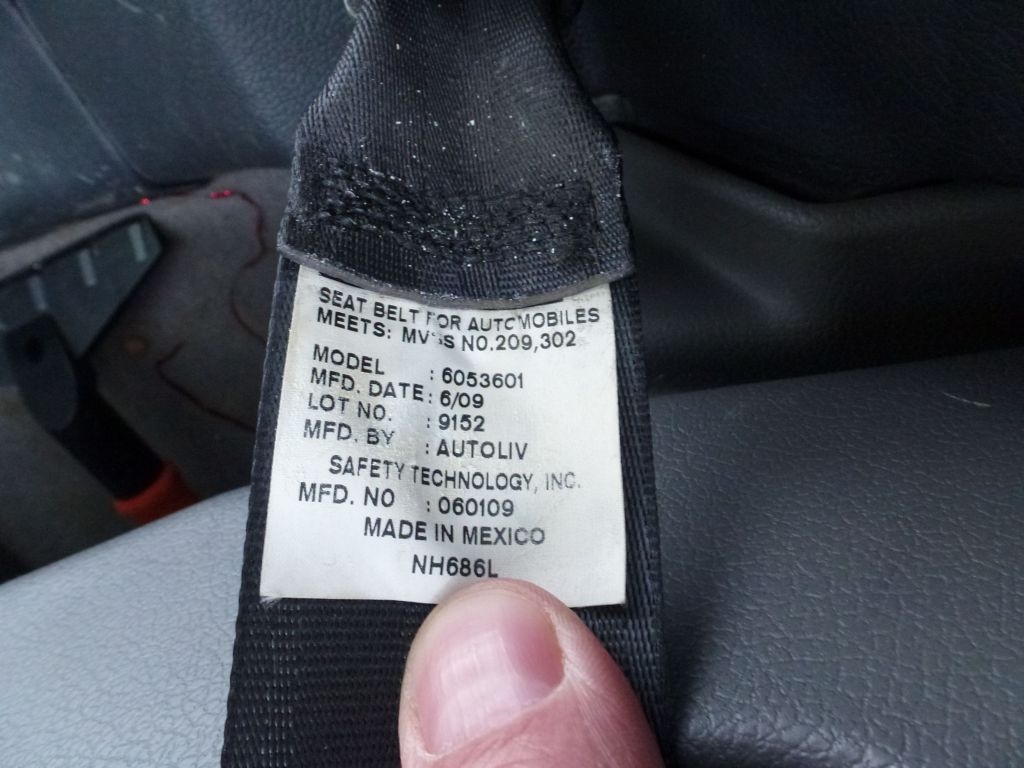 SEAT BELT FOR AUTOMOBILES
MEETS: MVSS NO.209,302
MODEL : 6053601
MFD. DATE : 6/09
LOT NO. : 9152
MFD. BY : AUTOLIV
SAFETY TECHNOLOGY, INC.
MFD. NO : 060109
MADE IN MEXICO
NH686L